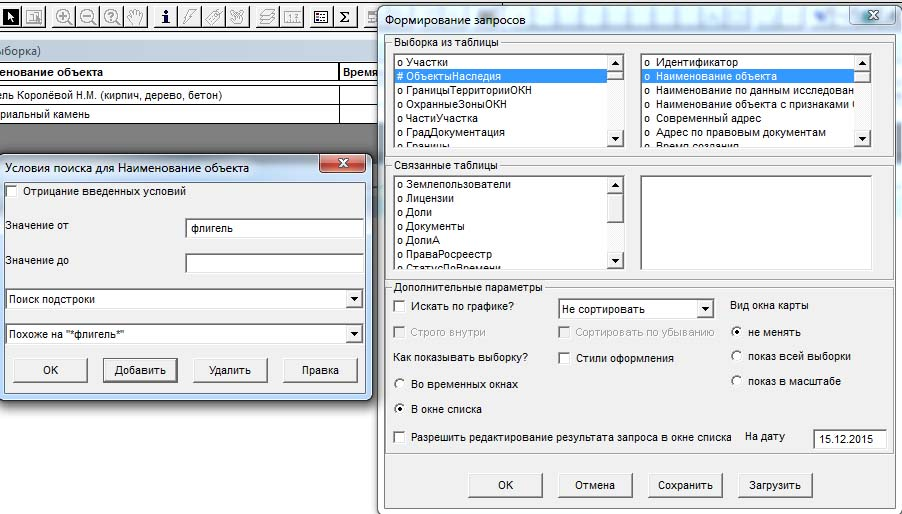 Σ
ыборка)
енование объекта
Время
ель Королёвой Н.М. (кирпич, дерево, бетон)
риальный камень
Условия поиска для Наименование объекта
Отрицание введенных условий
Значение от
флигель
Значение до
Поиск подстроки
Похоже на "*флигель*"
ОК
Добавить
Удалить
Правка
Формирование запросов
Выборка из таблицы
о Участки
# ОбъектыНаследия
о ГраницыТерриторииОКН
о ОхранныеЗоныОКН
о ЧастиУчастка
о ГрадДокументация
о Границы
о Идентификатор
о Наименование объекта
о Наименование по данным исследован
о Наименование объекта с признаками
о Современный адрес
о Адрес по правовым документам
о Время создания
Связанные таблицы
о Землепользователи
о Лицензии
о Доли
о Документы
о ДолиА
о ПраваРосреестр
о СтатусПоВремени
Дополнительные параметры
Искать по графике?
Не сортировать
Вид окна карты
Строго внутри
Сортировать по убыванию
не менять
Как показывать выборку?
Стили оформления
показ всей выборки
Во временных окнах
показ в масштабе
В окне списка
Разрешить редактирование результата запроса в окне списка
На дату
15.12.2015
ОК
Отмена
Сохранить
Загрузить